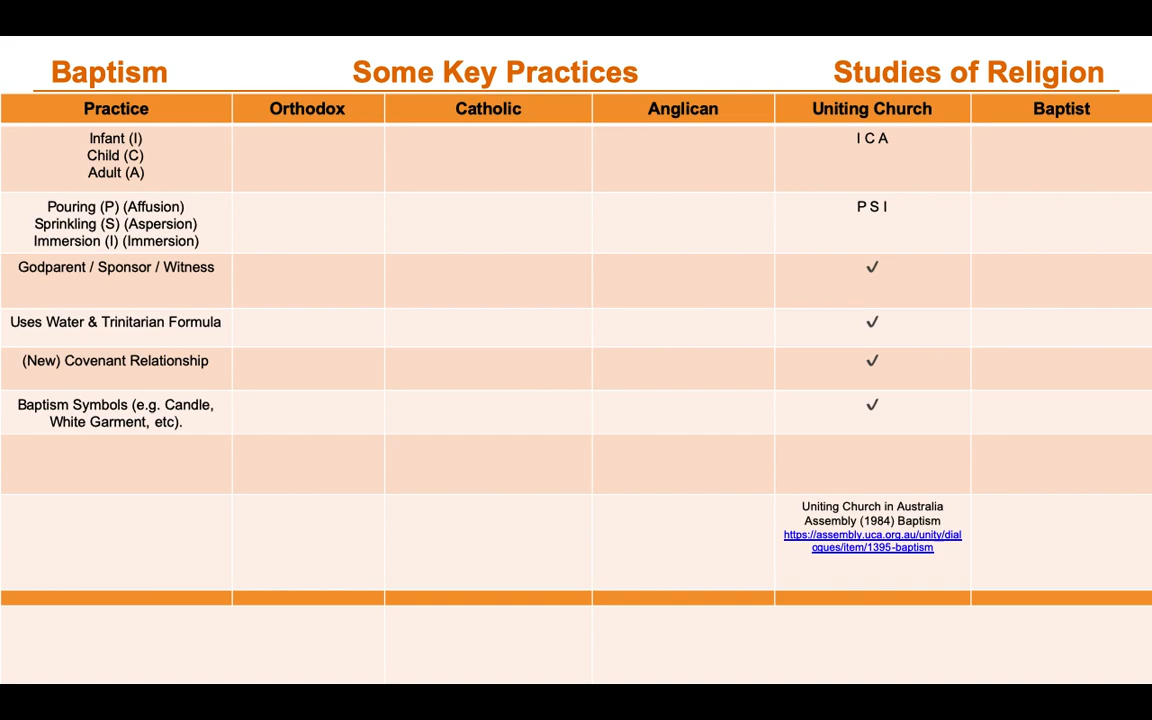 Baptism Some Key Practices Studies of Religion
Practice Orthodox Catholic Anglican Uniting Church Baptist
Infant (I)
Child (C)
Adult (A)
I C A
Pouring (P) (Affusion)
Sprinkling (S) (Aspersion)
Immersion (I) (Immersion)
P S I
Godparent / Sponsor / Witness ✓
Uses Water & Trinitarian Formula ✓
(New) Covenant Relationship ✓
Baptism Symbols (e.g. Candle,
White Garment, etc).
✓
Uniting Church in Australia
Assembly (1984) Baptism
https://assembly.uca.org.au/unity/dial
ogues/item/1395-baptism